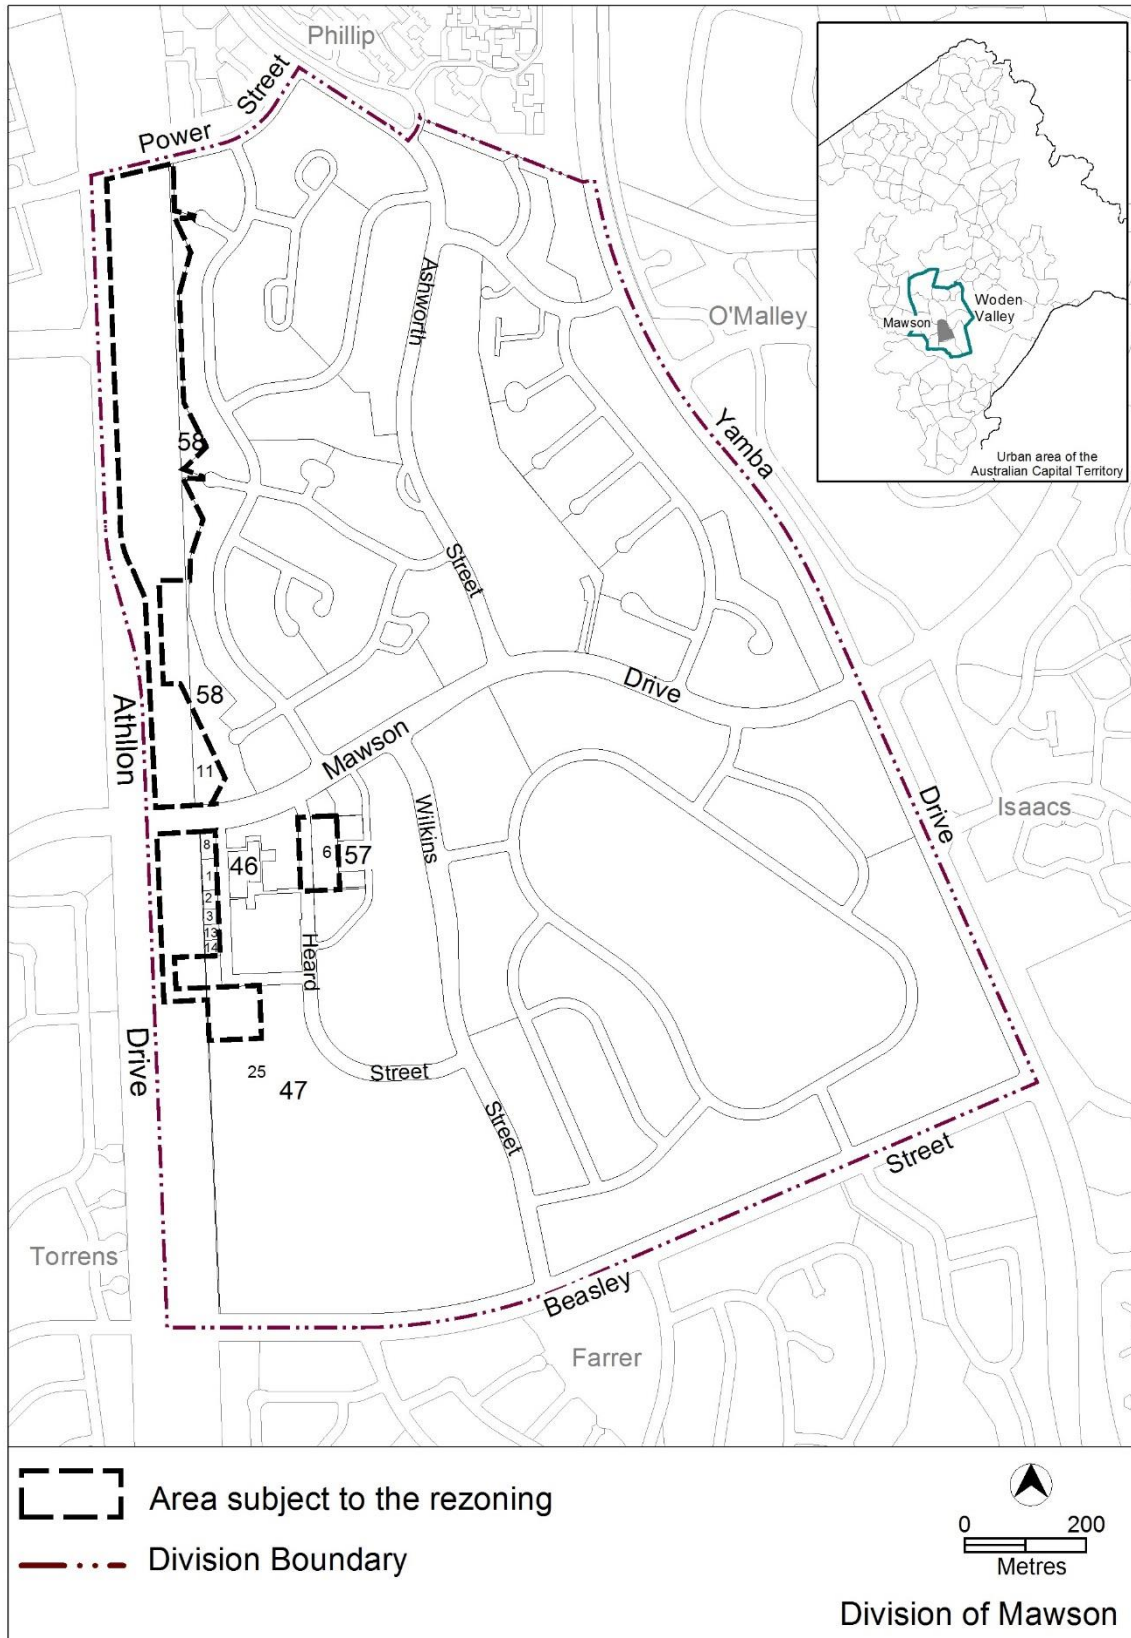 Phillip
Power Street
Ashworth
O'Malley
Woden
Valley
Mawson
Urban area of the
Australian Capital Territory
Yamba
58
Street
58
Drive
Athllon
Mawson
11
Drive
Isaacs
Wilkins
8
46
6
57
1
2
3
13
14
Heard
Drive
25
Street
47
Street
Street
Torrens
Beasley
Farrer
Area subject to the rezoning
Division Boundary
0 200
Metres
Division of Mawson